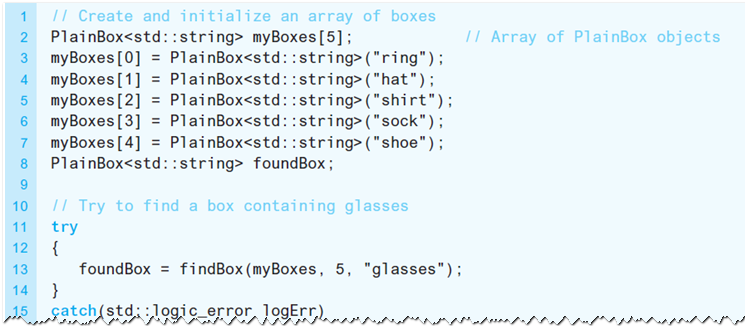 1 // Create and initialize an array of boxes
2 PlainBox<std::string> myBoxes[5]; // Array of PlainBox objects
3 myBoxes[0] = PlainBox<std::string>("ring");
4 myBoxes[1] = PlainBox<std::string>("hat");
5 myBoxes[2] = PlainBox<std::string>("shirt");
6 myBoxes[3] = PlainBox<std::string>("sock");
7 myBoxes[4] = PlainBox<std::string>("shoe");
8 PlainBox<std::string> foundBox;
9
10 // Try to find a box containing glasses
11 try
12 {
13 foundBox = findBox(myBoxes, 5, "glasses");
14 }
15 catch(std::logic_error logErr)